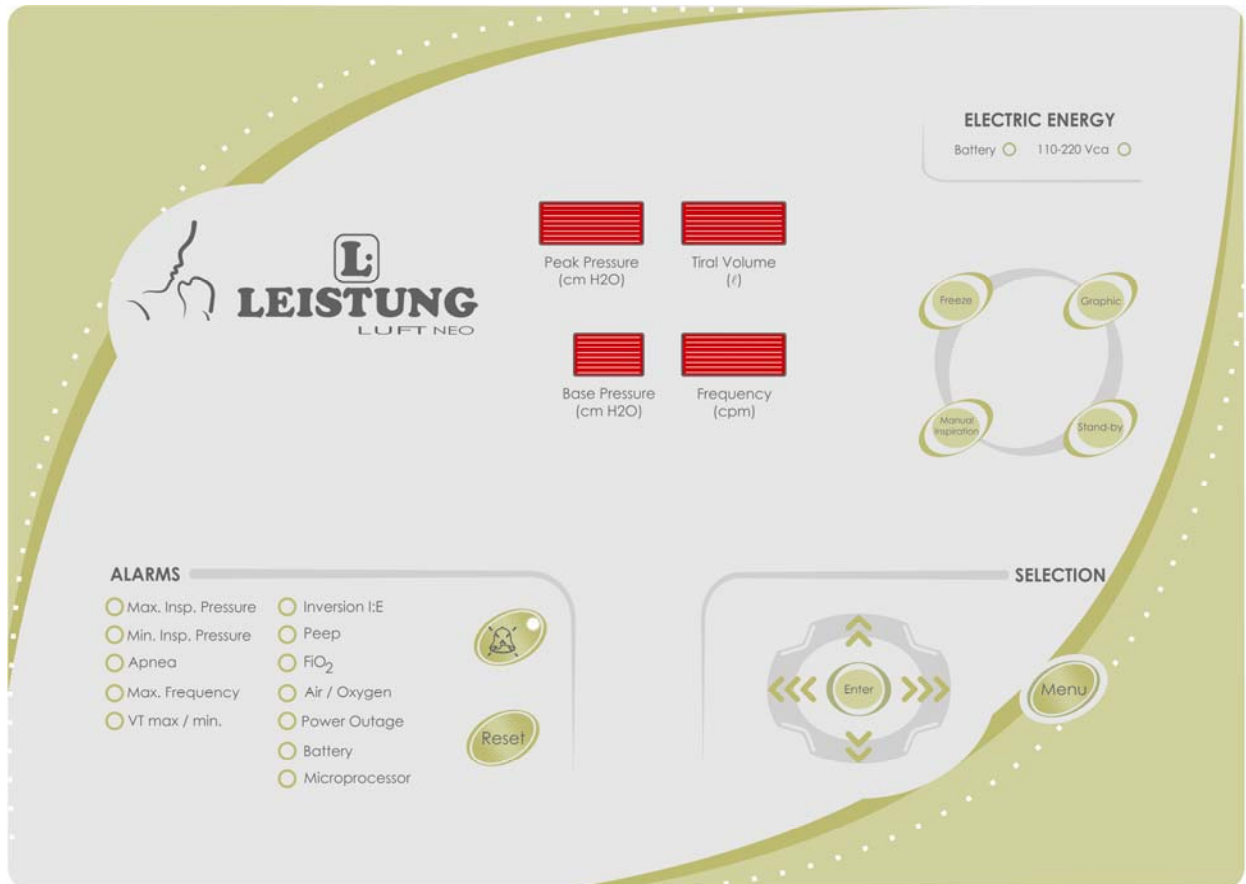 ELECTRIC ENERGY
Battery 110-220 Vca
L:
LEISTUNG
LUFT NEO
Peak Pressure
(cm H2O)
Tiral Volume
(ℓ)
Base Pressure
(cm H2O)
Frequency
(cpm)
Freeze
Graphic
Manual
Inspiration
Stand-by
ALARMS
Max. Insp. Pressure
Min. Insp. Pressure
Apnea
Max. Frequency
VT max / min.
Inversion I:E
Peep
FiO₂
Air / Oxygen
Power Outage
Battery
Microprocessor
Reset
SELECTION
Enter
Menu